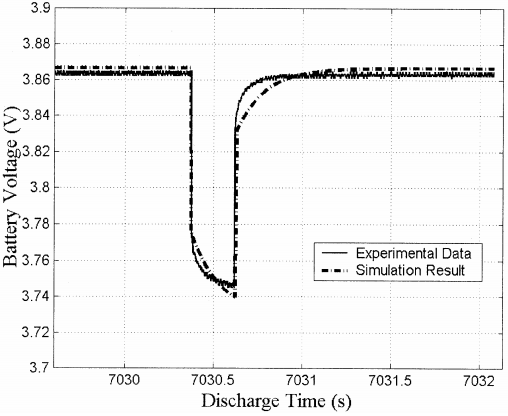 3.9
3.88
3.86
3.84
3.82
3.8
3.78
3.76
3.74
3.72
3.7
Battery Voltage (V)
Experimental Data
Simulation Result
7030 7030.5 7031 7031.5 7032
Discharge Time (s)